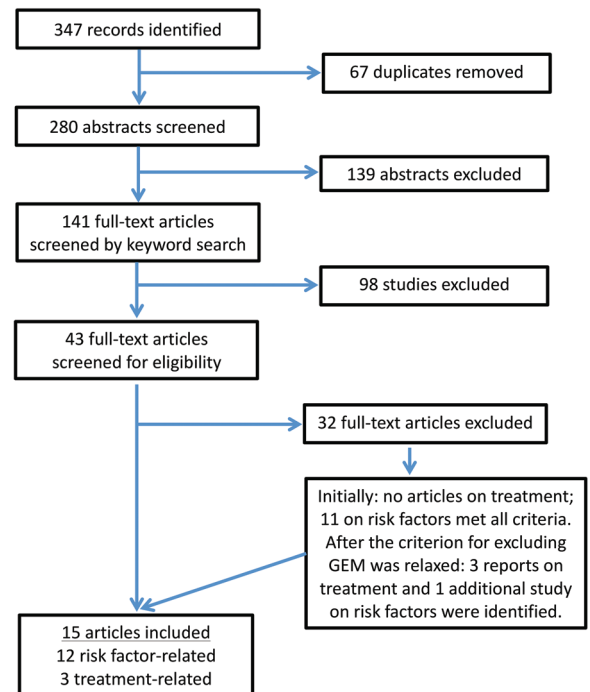 347 records identified
67 duplicates removed
280 abstracts screened
139 abstracts excluded
141 full-text articles
screened by keyword search
98 studies excluded
43 full-text articles
screened for eligibility
32 full-text articles excluded
Initially: no articles on treatment;
11 on risk factors met all criteria.
After the criterion for excluding
GEM was relaxed: 3 reports on
treatment and 1 additional study
on risk factors were identified.
15 articles included
12 risk factor-related
3 treatment-related